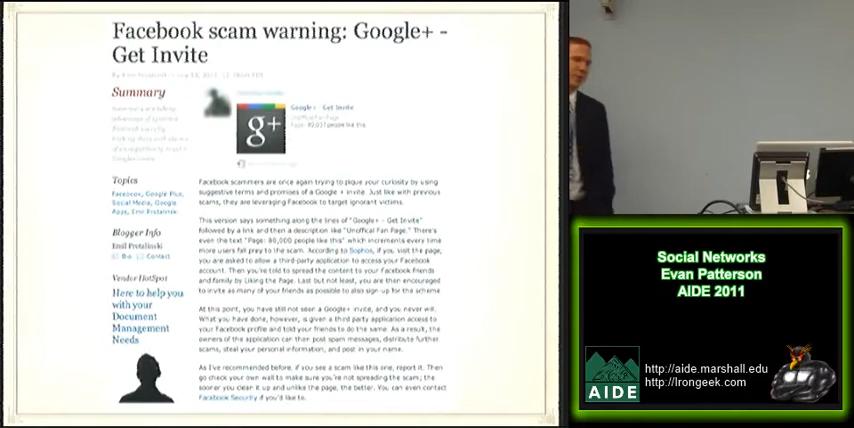 Facebook scam warning: Google+ -
Get Invite
Summary
Google+ - Get Invite
Unofficial Fan Page
g+
Topics
Facebook, Google Plus,
Social Media, Google
Apps, Emil Protalinski
Blogger Info
Emil Protalinski
Bio
Contact
Vendor HotSpot
Here to help you
with your
Document
Management
Needs
Facebook scammers are once again trying to pique your curiosity by using
suggestive terms and promises of a Google + invite. Just like with previous
scams, they are leveraging Facebook to target ignorant victims.
This version says something along the lines of "Google+ - Get Invite"
followed by a link and then a description like "Unoffical Fan Page." There's
even the text "Page: 80,000 people like this" which increments every time
more users fall prey to the scam. According to Sophos, if you visit the page,
you are asked to allow a third-party application to access your Facebook
account. Then you're told to spread the content to your Facebook friends
and family by Liking the Page. Last but not least, you are then encouraged
to invite as many of your friends as possible to also sign-up for the scheme.
At this point, you have still not seen a Google+ invite, and you never will.
What you have done, however, is given a third party application access to
your Facebook profile and told your friends to do the same. As a result, the
owners of the application can then post spam messages, distribute further
scams, steal your personal information, and post in your name.
As I've recommended before, if you see a scam like this one, report it. Then
go check your own wall to make sure you're not spreading the scam; the
sooner you clean it up and unlike the page, the better. You can even contact
Facebook Security if you'd like to.
Social Networks
Evan Patterson
AIDE 2011
AIDE
http://aide.marshall.edu
http://Irongeek.com